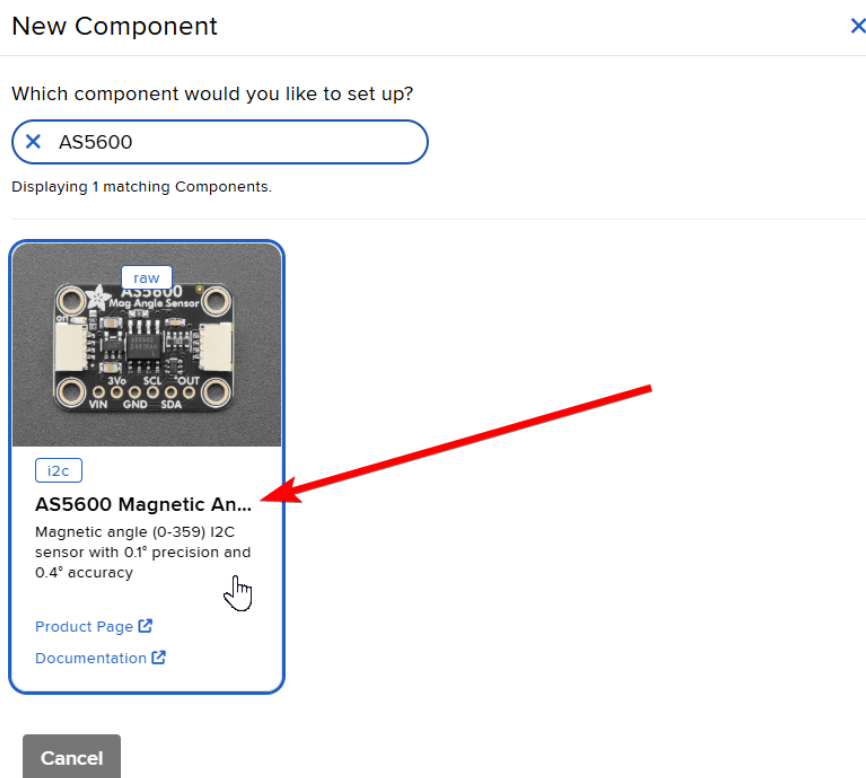 New Component
Which component would you like to set up?
AS5600
Displaying 1 matching Components.
raw
AS5600
Mag Angle Sensor
on
3Vo SCL *OUT
VIN GND SDA
i2c
AS5600 Magnetic An...
Magnetic angle (0-359) I2C
sensor with 0.1° precision and
0.4° accuracy
Product Page
Documentation
Cancel